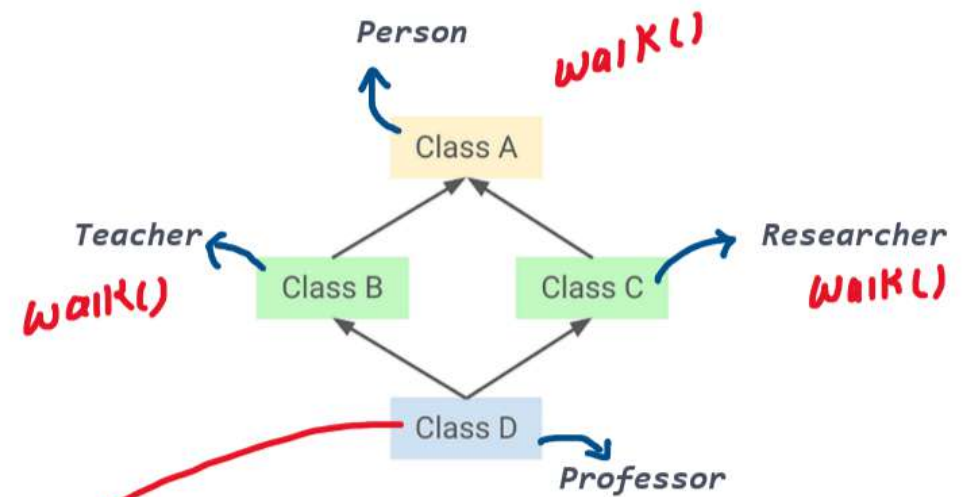 Person
walk()
Class A
Teacher
Researcher
walk()
Class B
Class C
walk()
Class D
Professor